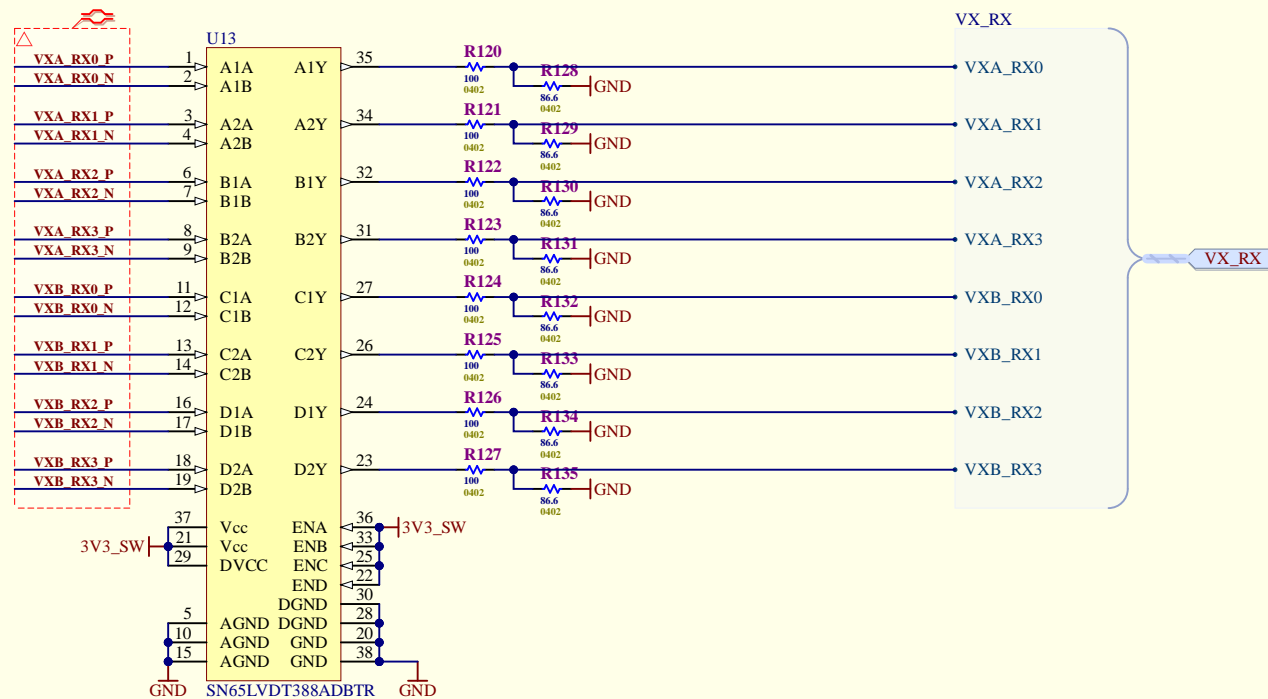 VX_RX
U13
VXA_RX0_P 1 A1A A1Y 35 R120 100 0402 VXA_RX0
VXA_RX0_N 2 A1B R128 86.6 0402 GND
VXA_RX1_P 3 A2A A2Y 34 R121 100 0402 VXA_RX1
VXA_RX1_N 4 A2B R129 86.6 0402 GND
VXA_RX2_P 6 B1A B1Y 32 R122 100 0402 VXA_RX2
VXA_RX2_N 7 B1B R130 86.6 0402 GND
VXA_RX3_P 8 B2A B2Y 31 R123 100 0402 VXA_RX3
VXA_RX3_N 9 B2B R131 86.6 0402 GND
VX_RX
VXB_RX0_P 11 C1A C1Y 27 R124 100 0402 VXB_RX0
VXB_RX0_N 12 C1B R132 86.6 0402 GND
VXB_RX1_P 13 C2A C2Y 26 R125 100 0402 VXB_RX1
VXB_RX1_N 14 C2B R133 86.6 0402 GND
VXB_RX2_P 16 D1A D1Y 24 R126 100 0402 VXB_RX2
VXB_RX2_N 17 D1B R134 86.6 0402 GND
VXB_RX3_P 18 D2A D2Y 23 R127 100 0402 VXB_RX3
VXB_RX3_N 19 D2B R135 86.6 0402 GND
37 Vcc ENA 36 3V3_SW
3V3_SW 21 Vcc ENB 33
29 DVCC ENC 25
END 22
DGND 30
5 AGND DGND 28
10 AGND GND 20
15 AGND GND 38
GND SN65LVDT388ADBTR GND